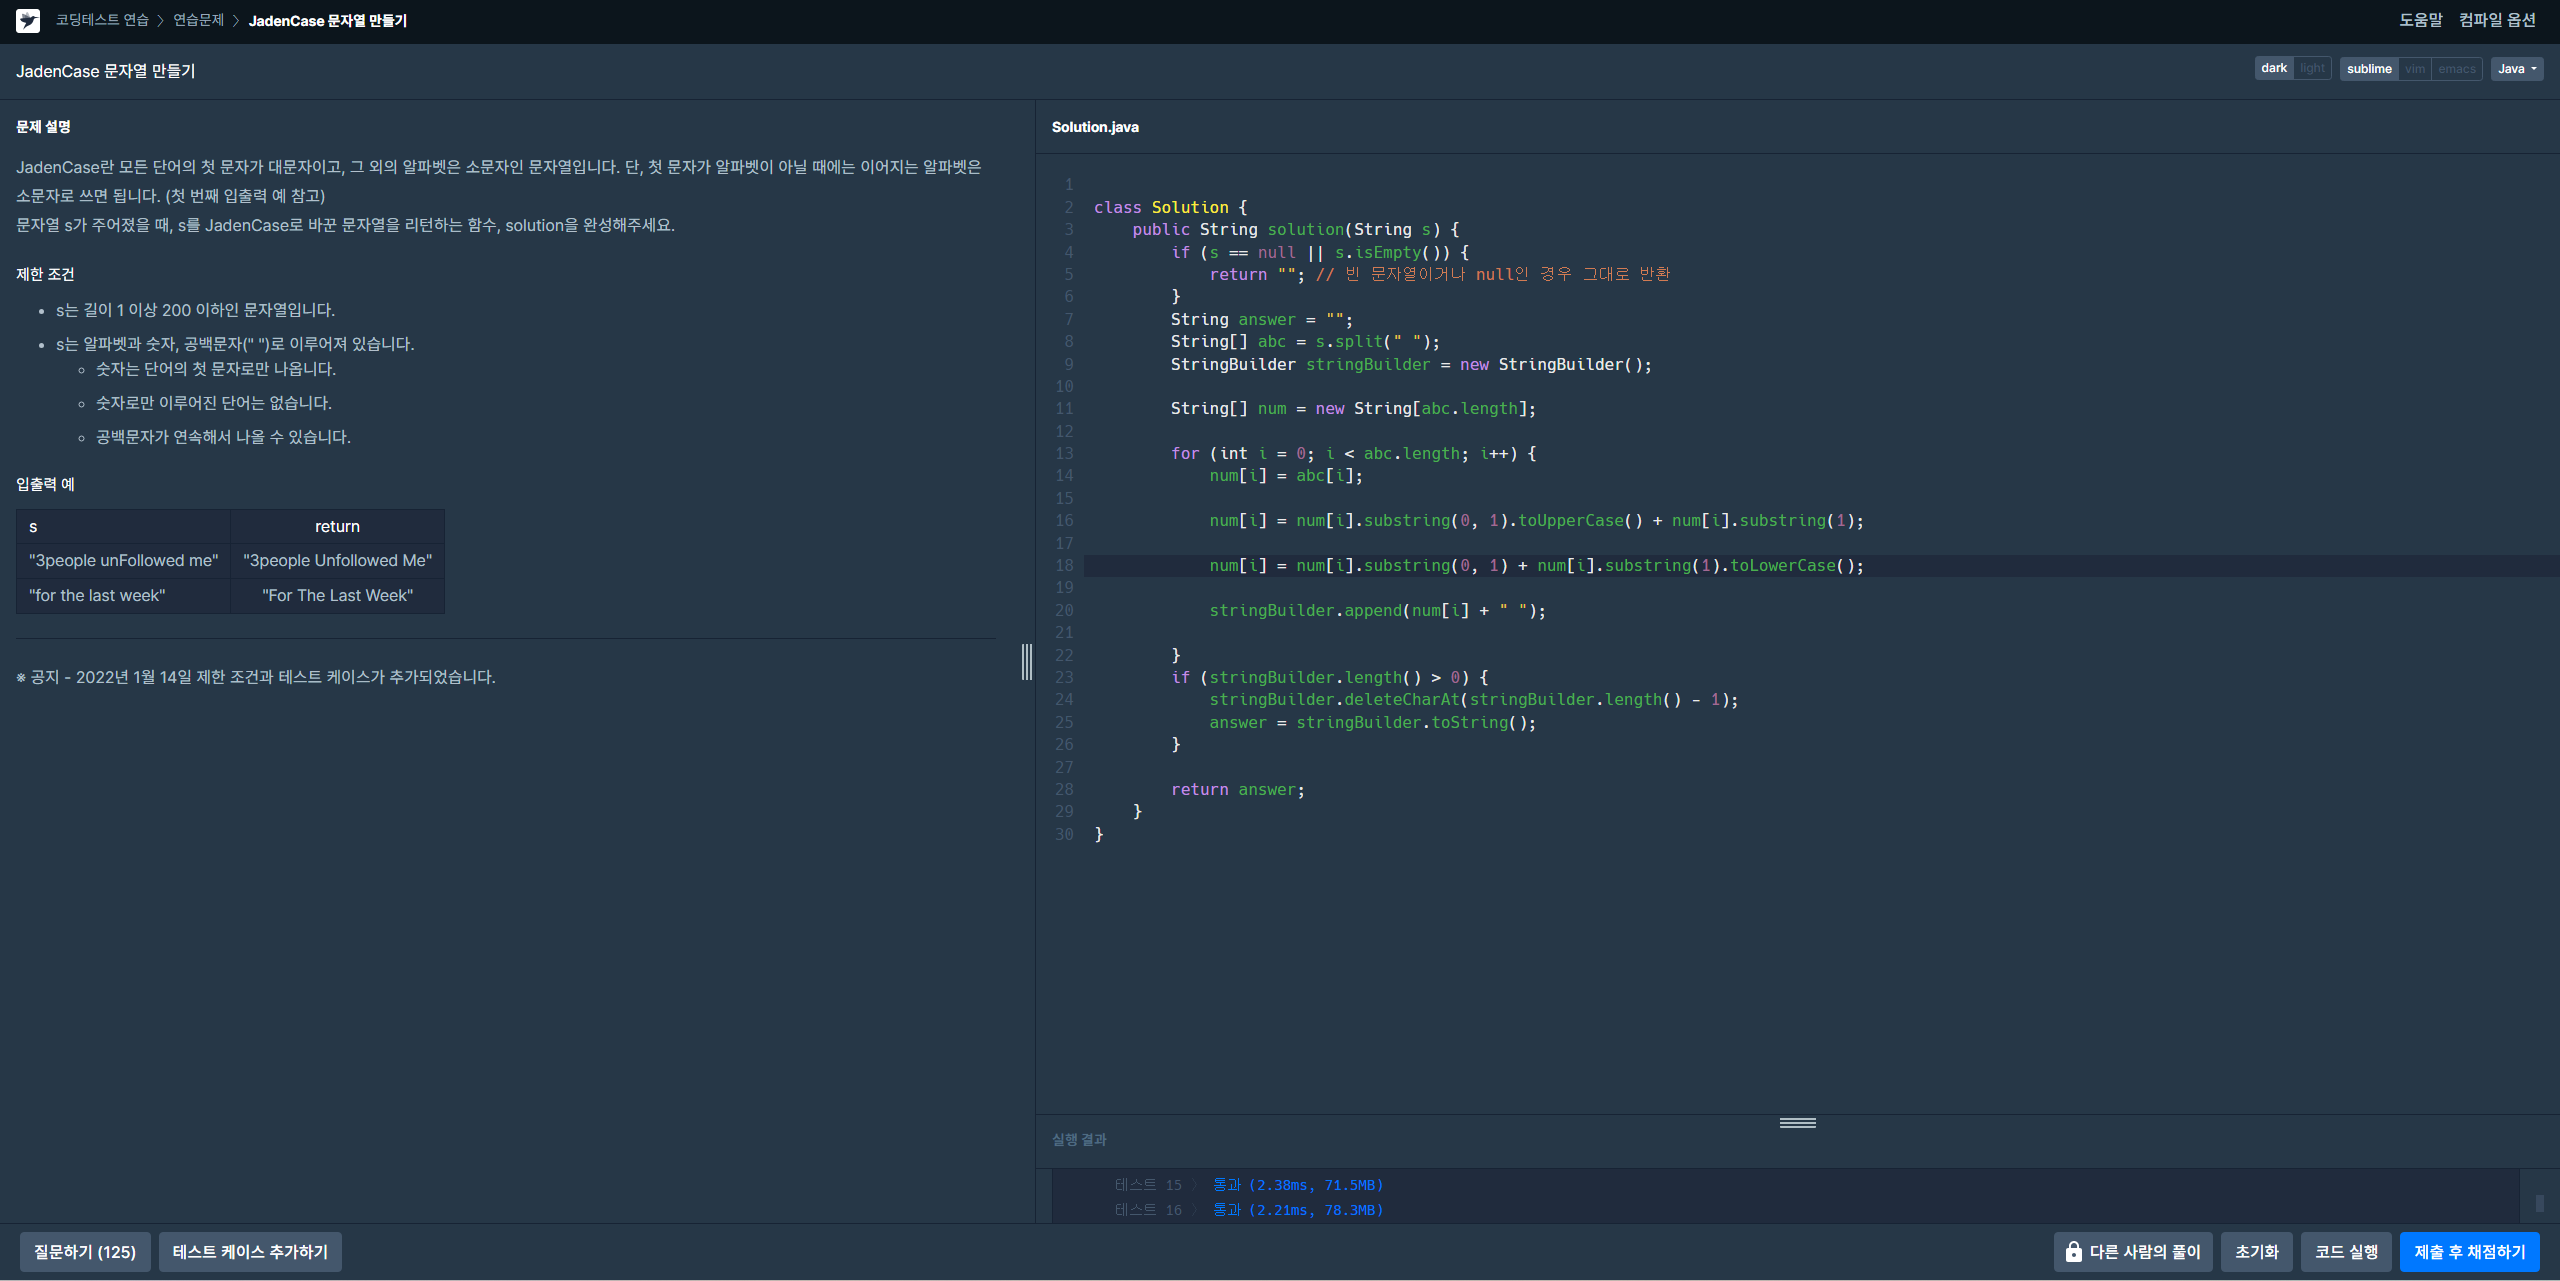 코딩테스트 연습 > 연습문제 > JadenCase 문자열 만들기
도움말 컴파일 옵션
JadenCase 문자열 만들기
dark light sublime vim emacs Java
문제 설명
JadenCase란 모든 단어의 첫 문자가 대문자이고, 그 외의 알파벳은 소문자인 문자열입니다. 단, 첫 문자가 알파벳이 아닐 때에는 이어지는 알파벳은
소문자로 쓰면 됩니다. (첫 번째 입출력 예 참고)
문자열 s가 주어졌을 때, s를 JadenCase로 바꾼 문자열을 리턴하는 함수, solution을 완성해주세요.
제한 조건
• s는 길이 1 이상 200 이하인 문자열입니다.
• s는 알파벳과 숫자, 공백문자(" ")로 이루어져 있습니다.
◦ 숫자는 단어의 첫 문자로만 나옵니다.
◦ 숫자로만 이루어진 단어는 없습니다.
◦ 공백문자가 연속해서 나올 수 있습니다.
입출력 예
s return
"3people unFollowed me" "3people Unfollowed Me"
"for the last week" "For The Last Week"
※ 공지 - 2022년 1월 14일 제한 조건과 테스트 케이스가 추가되었습니다.
Solution.java
1
2 class Solution {
3     public String solution(String s) {
4         if (s == null || s.isEmpty()) {
5             return ""; // 빈 문자열이거나 null인 경우 그대로 반환
6         }
7         String answer = "";
8         String[] abc = s.split(" ");
9         StringBuilder stringBuilder = new StringBuilder();
10
11         String[] num = new String[abc.length];
12
13         for (int i = 0; i < abc.length; i++) {
14             num[i] = abc[i];
15
16             num[i] = num[i].substring(0, 1).toUpperCase() + num[i].substring(1);
17
18             num[i] = num[i].substring(0, 1) + num[i].substring(1).toLowerCase();
19
20             stringBuilder.append(num[i] + " ");
21
22         }
23         if (stringBuilder.length() > 0) {
24             stringBuilder.deleteCharAt(stringBuilder.length() - 1);
25             answer = stringBuilder.toString();
26         }
27
28         return answer;
29     }
30 }
실행 결과
테스트 15 > 통과 (2.38ms, 71.5MB)
테스트 16 > 통과 (2.21ms, 78.3MB)
질문하기 (125) 테스트 케이스 추가하기 다른 사람의 풀이 초기화 코드 실행 제출 후 채점하기